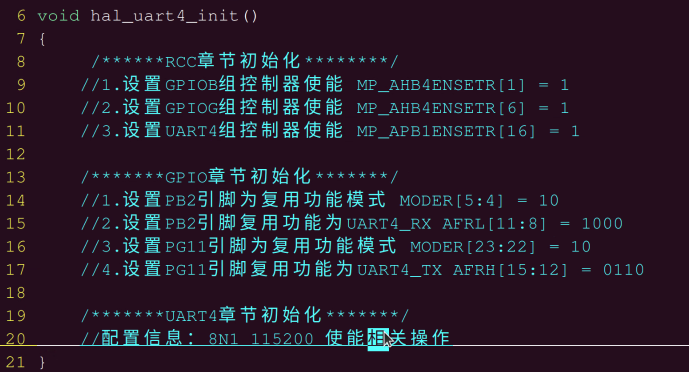 6 void hal_uart4_init()
7 {
8 /******RCC章节初始化********/
9 //1.设置GPIOB组控制器使能 MP_AHB4ENSETR[1] = 1
10 //2.设置GPIOG组控制器使能 MP_AHB4ENSETR[6] = 1
11 //3.设置UART4组控制器使能 MP_APB1ENSETR[16] = 1
12
13 /*******GPIO章节初始化*******/
14 //1.设置PB2引脚为复用功能模式 MODER[5:4] = 10
15 //2.设置PB2引脚复用功能为UART4_RX AFRL[11:8] = 1000
16 //3.设置PG11引脚为复用功能模式 MODER[23:22] = 10
17 //4.设置PG11引脚复用功能为UART4_TX AFRH[15:12] = 0110
18
19 /*******UART4章节初始化*******/
20 //配置信息: 8N1 115200 使能相关操作
21 }